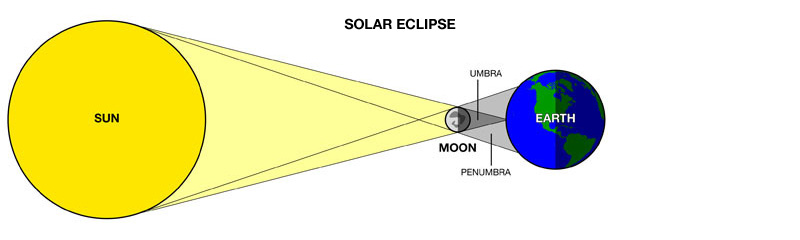 SOLAR ECLIPSE
UMBRA
SUN
EARTH
MOON
PENUMBRA